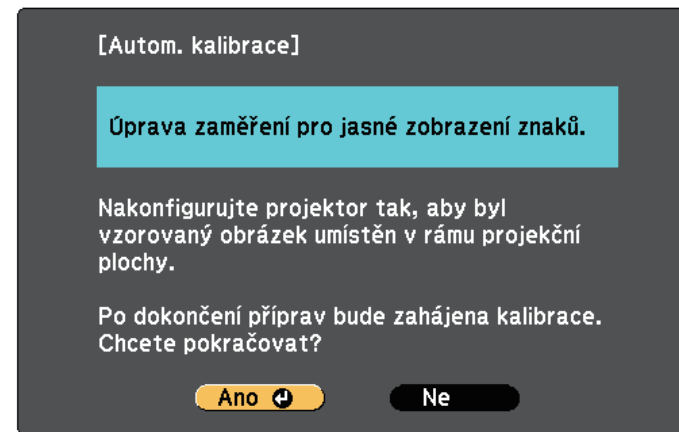 [Autom. kalibrace]
Úprava zaměření pro jasné zobrazení znaků.
Nakonfigurujte projektor tak, aby byl
vzorovaný obrázek umístěn v rámu projekční
plochy.
Po dokončení příprav bude zahájena kalibrace.
Chcete pokračovat?
Ano Ne